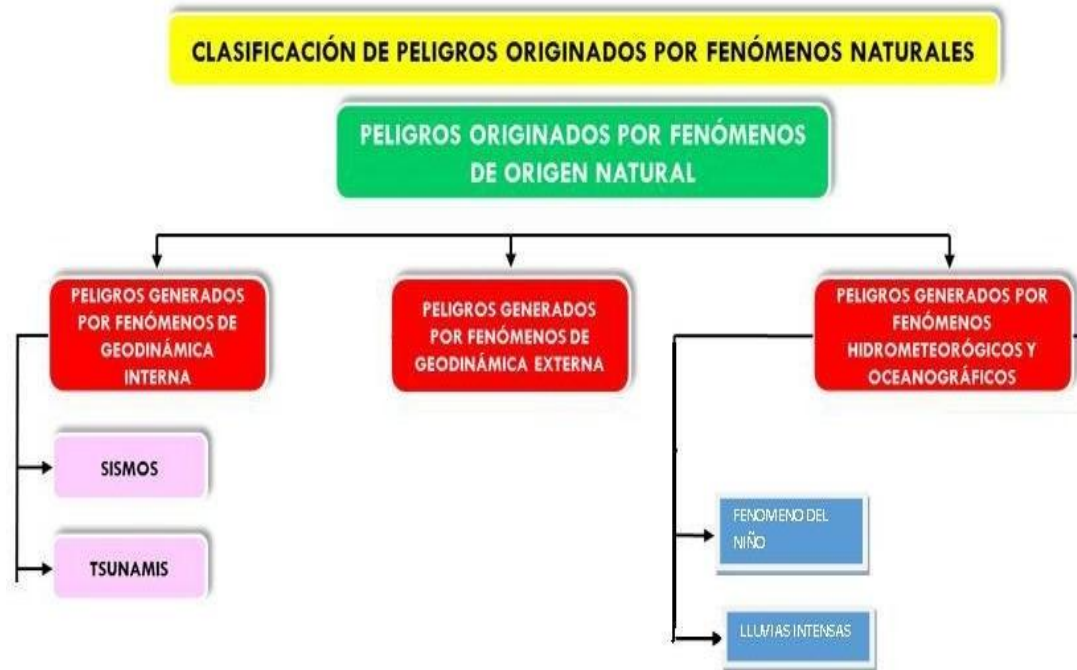 CLASIFICACIÓN DE PELIGROS ORIGINADOS POR FENÓMENOS NATURALES
PELIGROS ORIGINADOS POR FENÓMENOS
DE ORIGEN NATURAL
PELIGROS GENERADOS
POR FENÓMENOS DE
GEODINÁMICA
INTERNA
SISMOS
TSUNAMIS
PELIGROS GENERADOS
POR FENÓMENOS DE
GEODINÁMICA EXTERNA
PELIGROS GENERADOS POR
FENÓMENOS
HIDROMETEORÓGICOS Y
OCEANOGRÁFICOS
FENOMENO DEL
NIÑO
LLUVIAS INTENSAS